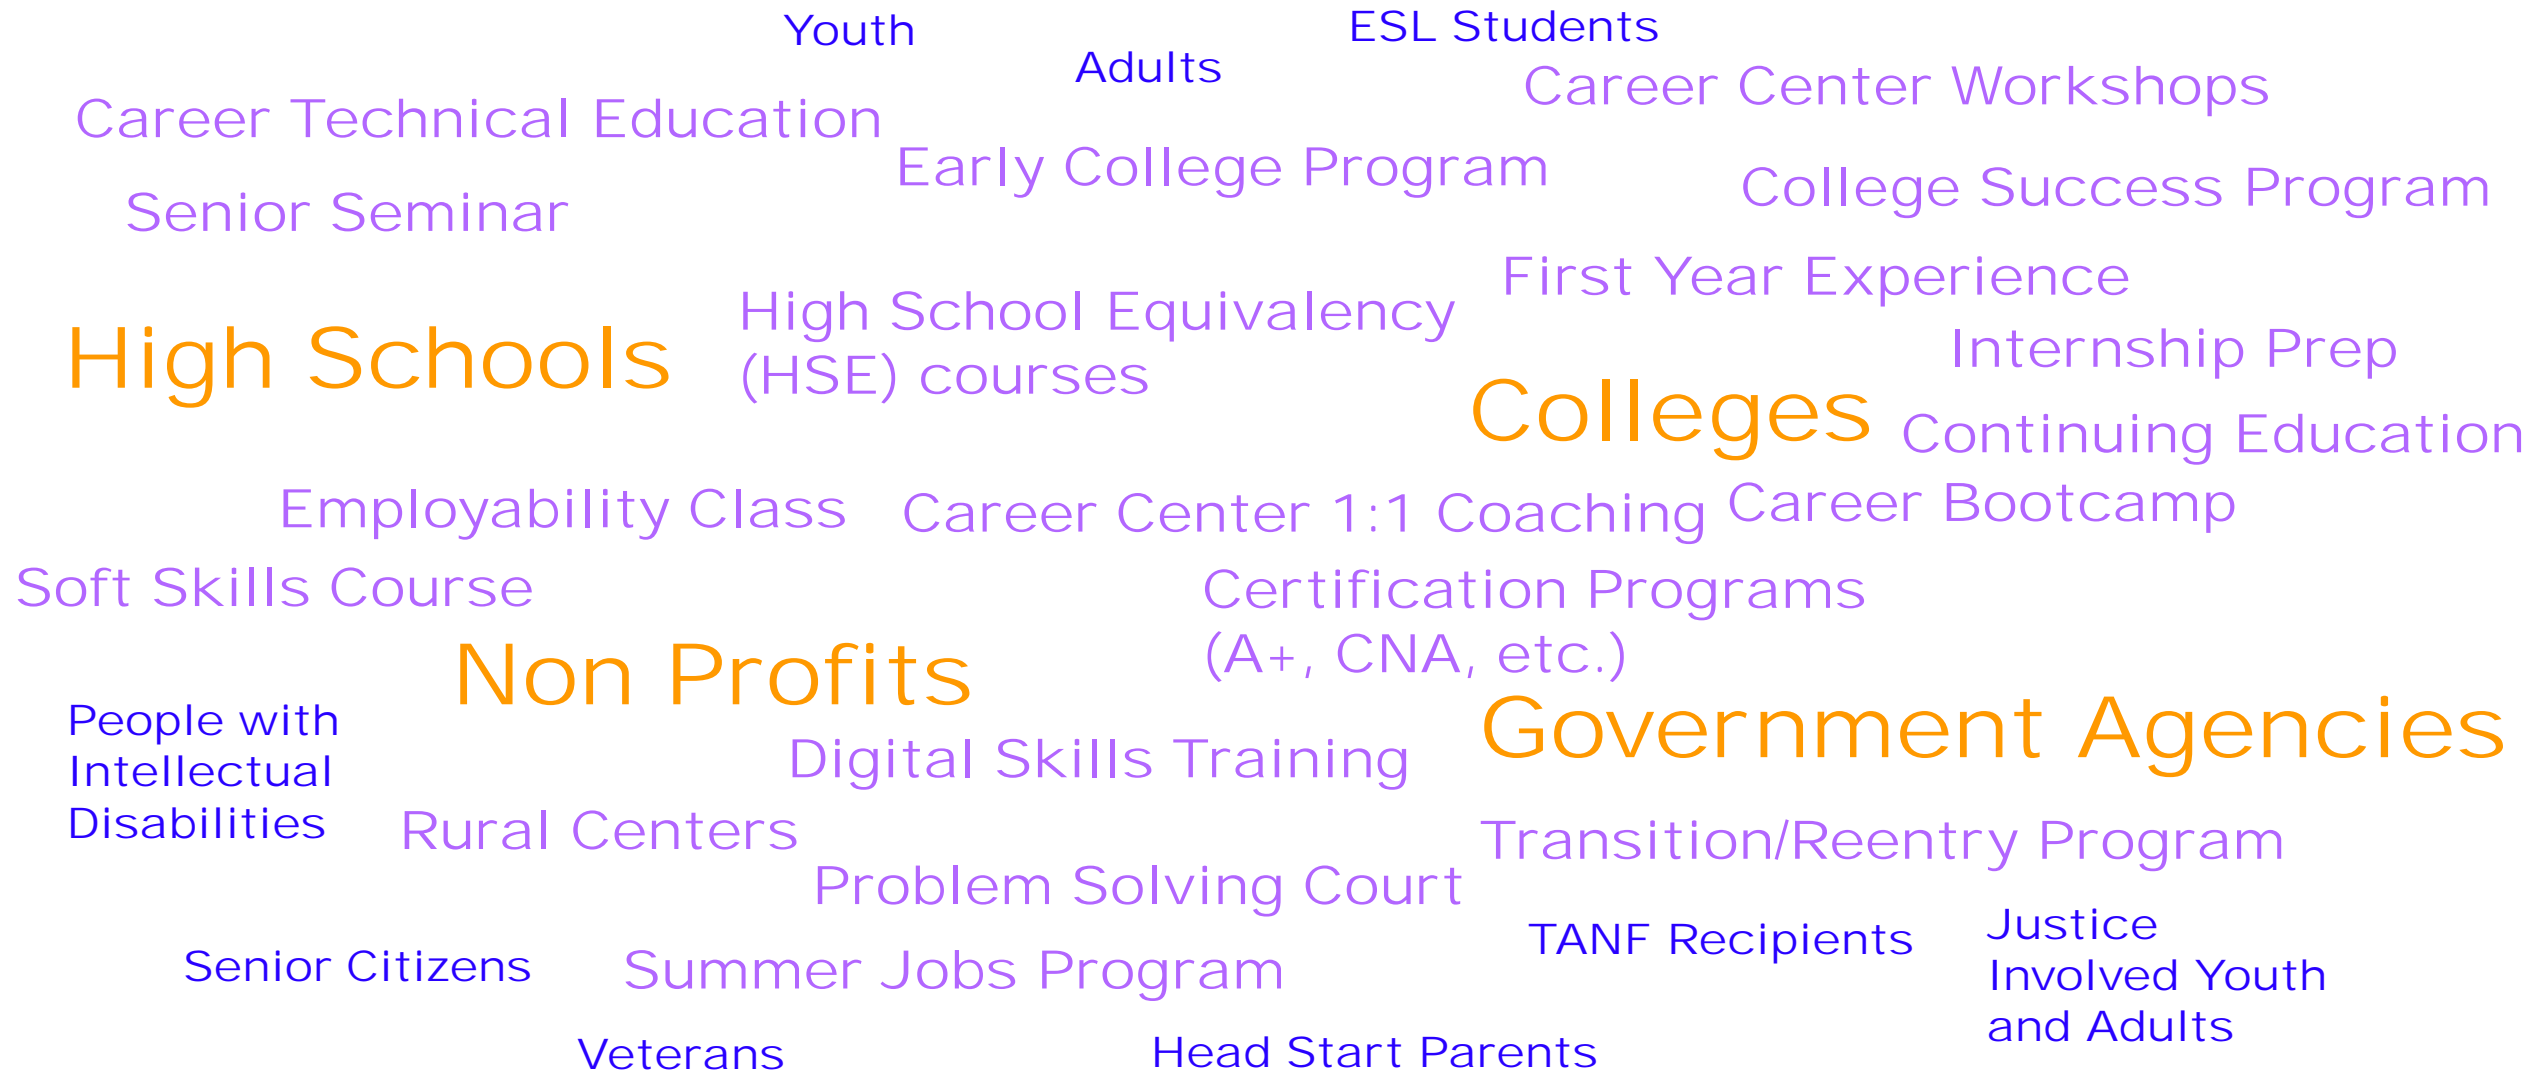 Youth
ESL Students
Adults
Career Center Workshops
Career Technical Education
Early College Program
College Success Program
Senior Seminar
First Year Experience
High School Equivalency
(HSE) courses
High Schools
Internship Prep
Colleges
Continuing Education
Employability Class
Career Center 1:1 Coaching
Career Bootcamp
Soft Skills Course
Certification Programs
(A+, CNA, etc.)
Non Profits
Government Agencies
People with
Intellectual
Disabilities
Digital Skills Training
Rural Centers
Transition/Reentry Program
Problem Solving Court
TANF Recipients
Justice
Involved Youth
and Adults
Senior Citizens
Summer Jobs Program
Veterans
Head Start Parents